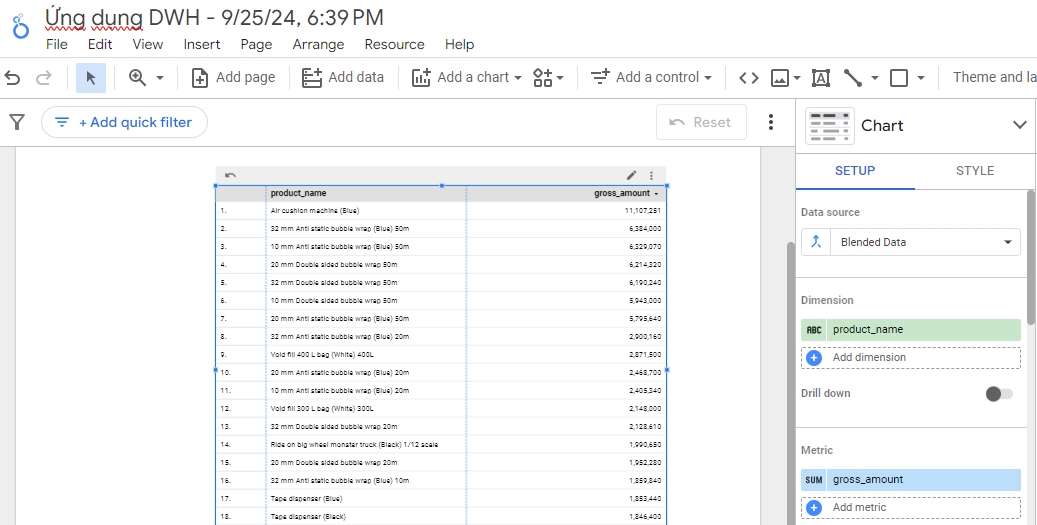 Ứng dụng DWH - 9/25/24, 6:39 PM
File Edit View Insert Page Arrange Resource Help
Add page Add data Add a chart Add a control Theme and la
+ Add quick filter Reset
Chart
SETUP STYLE
Data source
Blended Data
Dimension
ABC product_name
Add dimension
Drill down
Metric
SUM gross_amount
Add metric
product_name gross_amount
1. Air cushion machine (Blue) 11,107,251
2. 32 mm Anti static bubble wrap (Blue) 50m 6,384,000
3. 10 mm Anti static bubble wrap (Blue) 50m 6,329,070
4. 20 mm Double sided bubble wrap 50m 6,214,320
5. 32 mm Double sided bubble wrap 50m 6,190,240
6. 10 mm Double sided bubble wrap 50m 5,943,000
7. 20 mm Anti static bubble wrap (Blue) 50m 5,795,640
8. 32 mm Anti static bubble wrap (Blue) 20m 2,900,160
9. Void fill 400 L bag (White) 400L 2,871,500
10. 20 mm Anti static bubble wrap (Blue) 20m 2,468,700
11. 10 mm Anti static bubble wrap (Blue) 20m 2,405,340
12. Void fill 300 L bag (White) 300L 2,148,000
13. 32 mm Double sided bubble wrap 20m 2,128,610
14. Ride on big wheel monster truck (Black) 1/12 scale 1,990,650
15. 20 mm Double sided bubble wrap 20m 1,952,280
16. 32 mm Anti static bubble wrap (Blue) 10m 1,859,840
17. Tape dispenser (Blue) 1,853,440
18. Tape dispenser (Black) 1,846,400